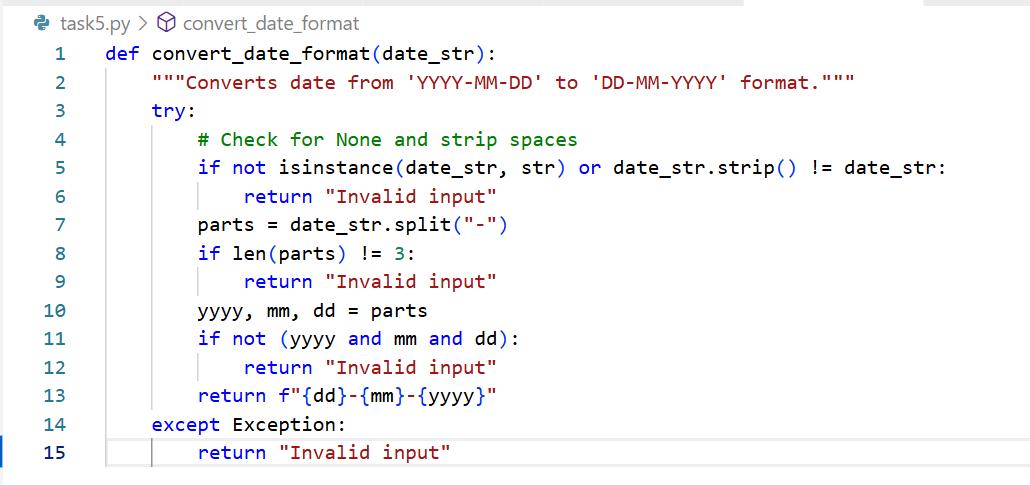 task5.py > convert_date_format
1 def convert_date_format(date_str):
2     """Converts date from 'YYYY-MM-DD' to 'DD-MM-YYYY' format."""
3     try:
4         # Check for None and strip spaces
5         if not isinstance(date_str, str) or date_str.strip() != date_str:
6             return "Invalid input"
7         parts = date_str.split("-")
8         if len(parts) != 3:
9             return "Invalid input"
10         yyyy, mm, dd = parts
11         if not (yyyy and mm and dd):
12             return "Invalid input"
13         return f"{dd}-{mm}-{yyyy}"
14     except Exception:
15         return "Invalid input"